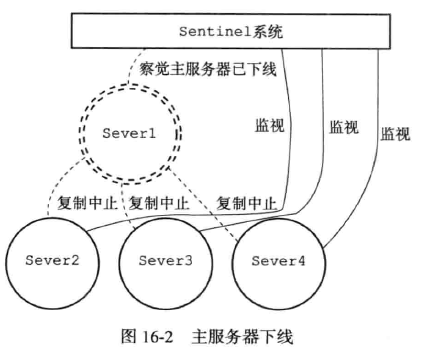 Sentinel系统
察觉主服务器已下线
Sever1
监视
监视
监视
复制中止
复制中止
复制中止
Sever2
Sever3
Sever4
图 16-2 主服务器下线